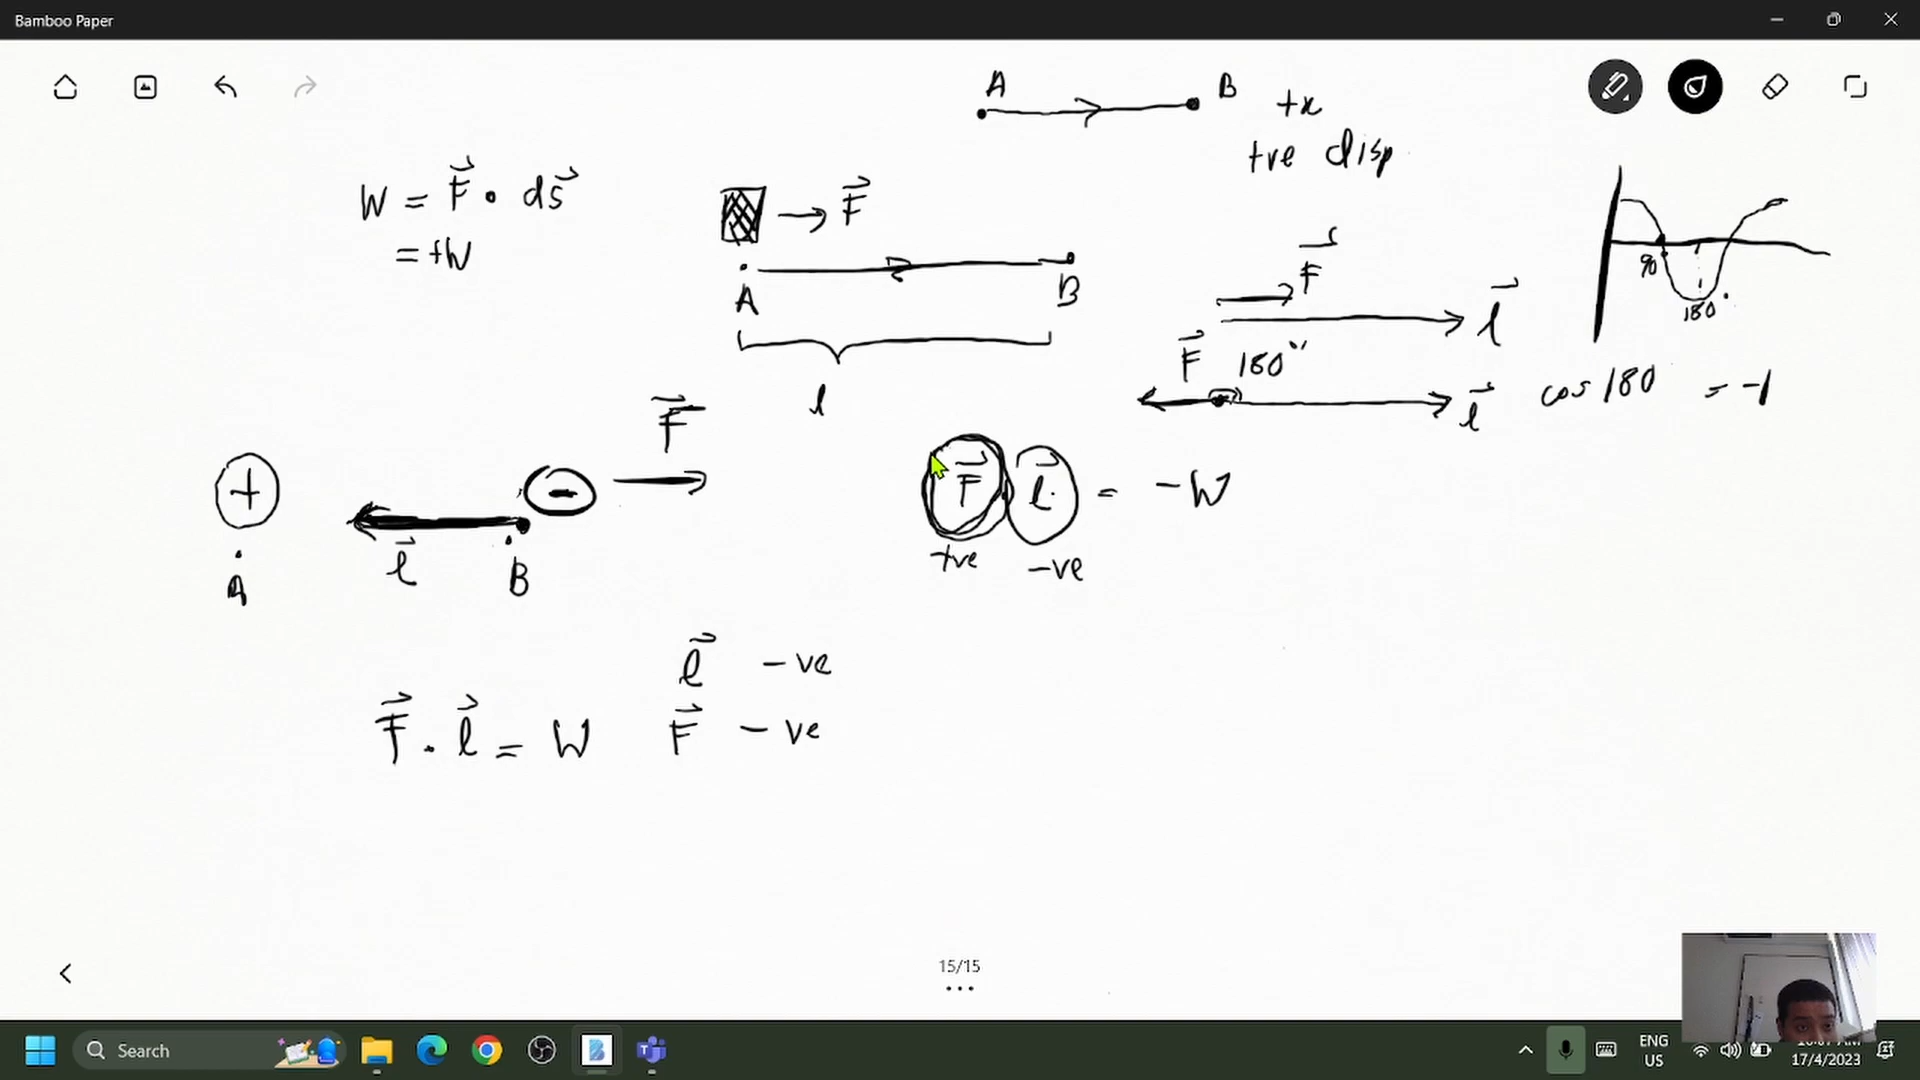 Bamboo Paper
A B +x
+ve disp
W = F⃗ • ds⃗
= +W
F⃗
A B
l
F⃗
l⃗
F⃗ 180°
l⃗
90
180°
cos 180 = -1
F⃗
+ -
l⃗
A B
F⃗ l⃗ = -W
+ve -ve
l⃗ -ve
F⃗ . l⃗ = W F⃗ -ve
15/15
Search
ENG
US
17/4/2023